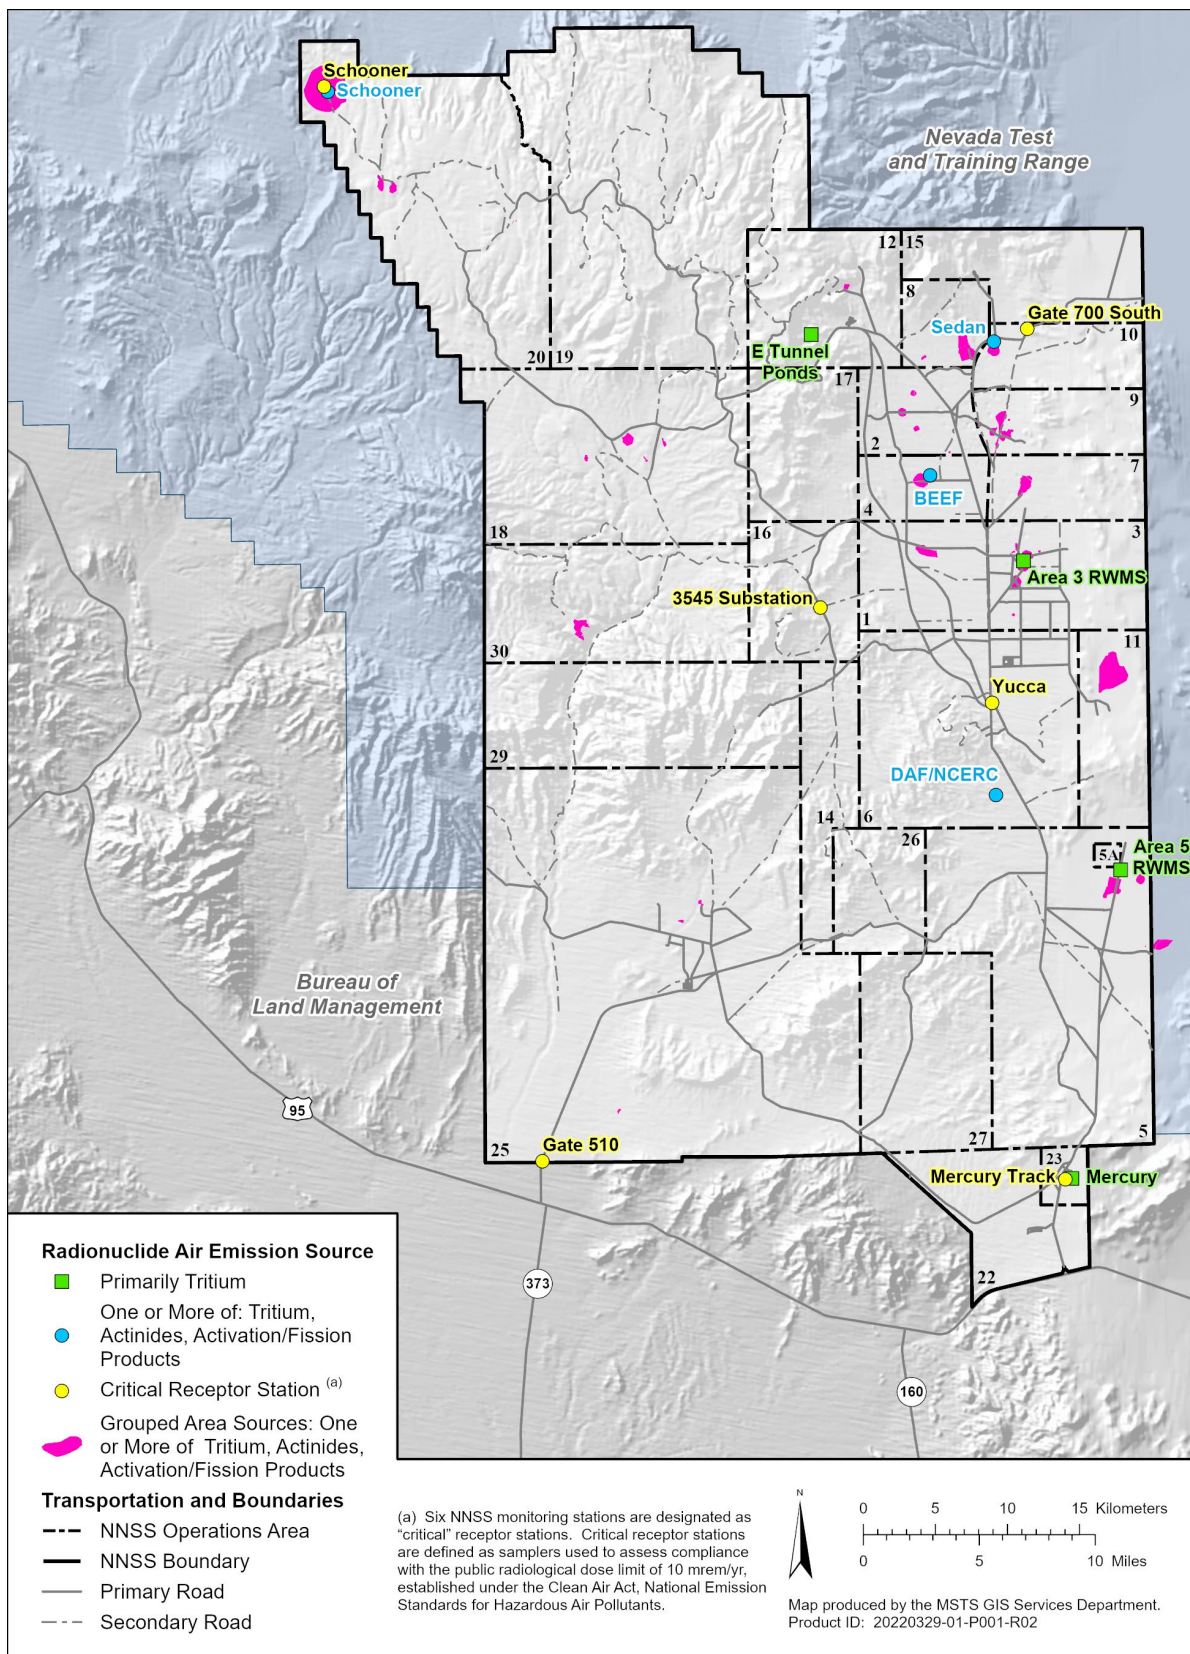 Schooner
Schooner
Nevada Test
and Training Range
12
15
8
Gate 700 South
Sedan
10
E Tunnel
Ponds
20
19
17
9
2
7
BEEF
18
16
4
3
Area 3 RWMS
3545 Substation
1
30
11
Yucca
29
DAF/NCERC
14
6
26
5A
Area 5
RWMS
Bureau of
Land Management
95
25
Gate 510
27
5
23
Mercury Track
Mercury
22
373
160
Radionuclide Air Emission Source
Primarily Tritium
One or More of: Tritium,
Actinides, Activation/Fission
Products
Critical Receptor Station (a)
Grouped Area Sources: One
or More of Tritium, Actinides,
Activation/Fission Products
Transportation and Boundaries
NNSS Operations Area
NNSS Boundary
Primary Road
Secondary Road
(a) Six NNSS monitoring stations are designated as
“critical” receptor stations. Critical receptor stations
are defined as samplers used to assess compliance
with the public radiological dose limit of 10 mrem/yr,
established under the Clean Air Act, National Emission
Standards for Hazardous Air Pollutants.
N
0 5 10 15 Kilometers
0 5 10 Miles
Map produced by the MSTS GIS Services Department.
Product ID: 20220329-01-P001-R02